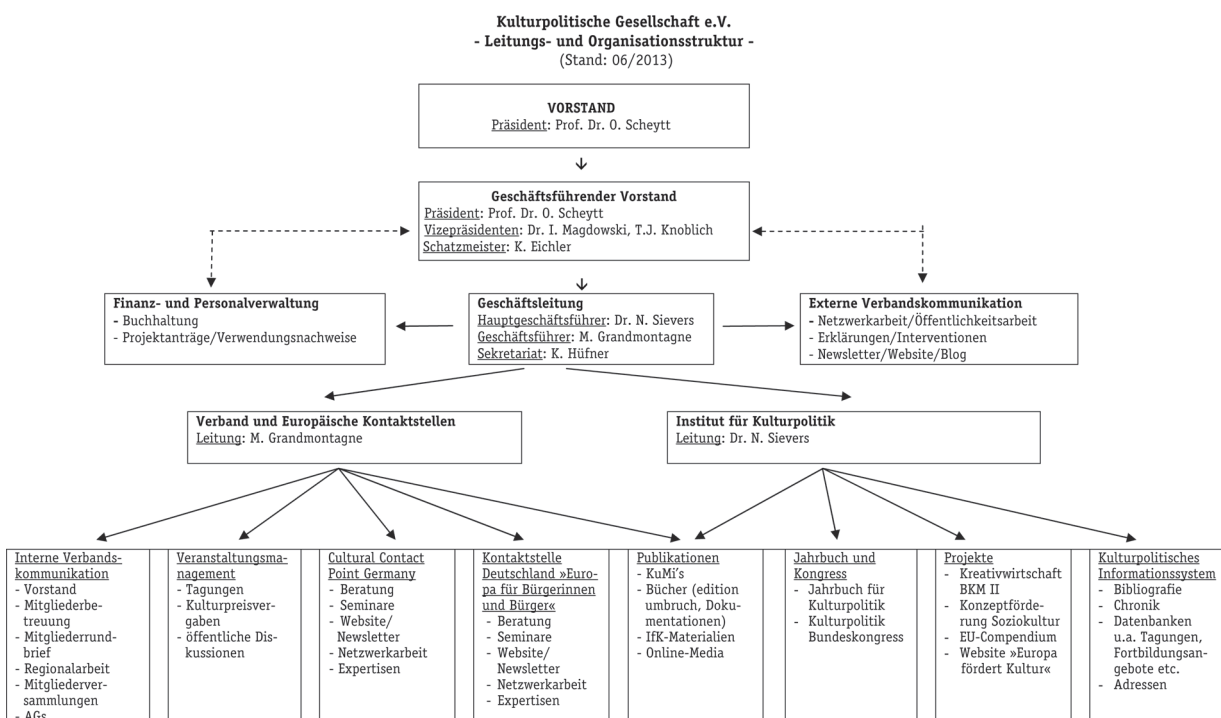 Kulturpolitische Gesellschaft e.V.
- Leitungs- und Organisationsstruktur -
(Stand: 06/2013)
VORSTAND
Präsident: Prof. Dr. O. Scheytt
Geschäftsführender Vorstand
Präsident: Prof. Dr. O. Scheytt
Vizepräsidenten: Dr. I. Magdowski, T.J. Knoblich
Schatzmeister: K. Eichler
Finanz- und Personalverwaltung
- Buchhaltung
- Projektanträge/Verwendungsnachweise
Geschäftsleitung
Hauptgeschäftsführer: Dr. N. Sievers
Geschäftsführer: M. Grandmontagne
Sekretariat: K. Hüfner
Externe Verbandskommunikation
- Netzwerkarbeit/Öffentlichkeitsarbeit
- Erklärungen/Interventionen
- Newsletter/Website/Blog
Verband und Europäische Kontaktstellen
Leitung: M. Grandmontagne
Institut für Kulturpolitik
Leitung: Dr. N. Sievers
Interne Verbands-
kommunikation
- Vorstand
- Mitgliederbe-
treuung
- Mitgliederrund-
brief
- Regionalarbeit
- Mitgliederver-
sammlungen
- AGs
Veranstaltungsma-
nagement
- Tagungen
- Kulturpreisver-
gaben
- öffentliche Dis-
kussionen
Cultural Contact
Point Germany
- Beratung
- Seminare
- Website/
Newsletter
- Netzwerkarbeit
- Expertisen
Kontaktstelle
Deutschland »Euro-
pa für Bürgerinnen
und Bürger«
- Beratung
- Seminare
- Website/
Newsletter
- Netzwerkarbeit
- Expertisen
Publikationen
- KuMi's
- Bücher (edition
umbruch, Doku-
mentationen)
- IfK-Materialien
- Online-Media
Jahrbuch und
Kongress
- Jahrbuch für
Kulturpolitik
- Kulturpolitik
Bundeskongress
Projekte
- Kreativwirtschaft
BKM II
- Konzeptförde-
rung Soziokultur
- EU-Compendium
- Website »Europa
fördert Kultur«
Kulturpolitisches
Informationssystem
- Bibliografie
- Chronik
- Datenbanken
u.a. Tagungen,
Fortbildungsan-
gebote etc.
- Adressen